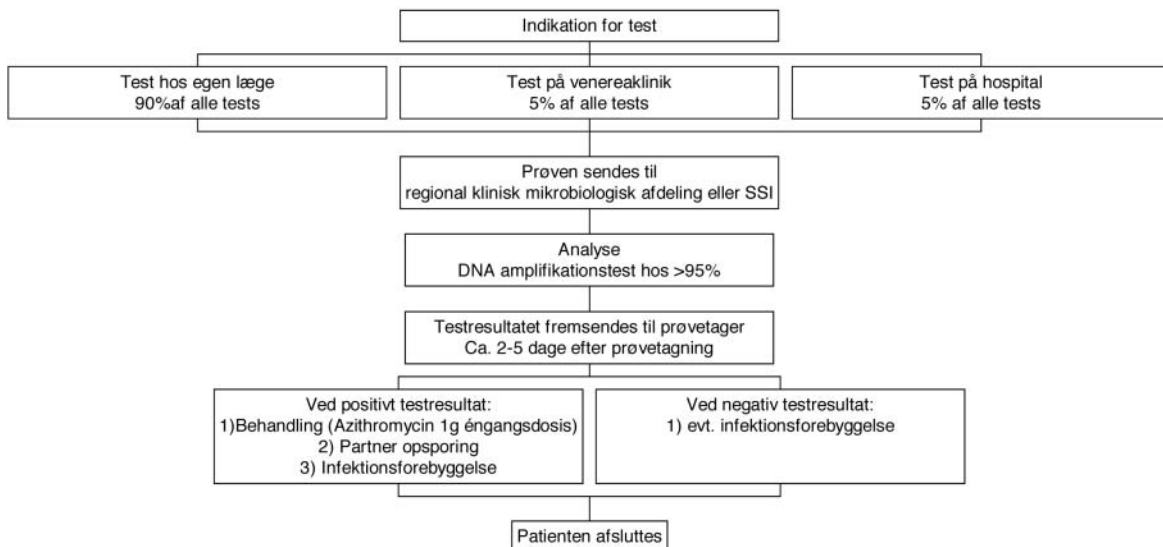 Indikation for test
Test hos egen læge
90%af alle tests
Test på venereaklinik
5% af alle tests
Test på hospital
5% af alle tests
Prøven sendes til
regional klinisk mikrobiologisk afdeling eller SSI
Analyse
DNA amplifikationstest hos >95%
Testresultatet fremsendes til prøvetager
Ca. 2-5 dage efter prøvetagning
Ved positivt testresultat:
1)Behandling (Azithromycin 1g éngangsdosis)
2) Partner opsporing
3) Infektionsforebyggelse
Ved negativ testresultat:
1) evt. infektionsforebyggelse
Patienten afsluttes